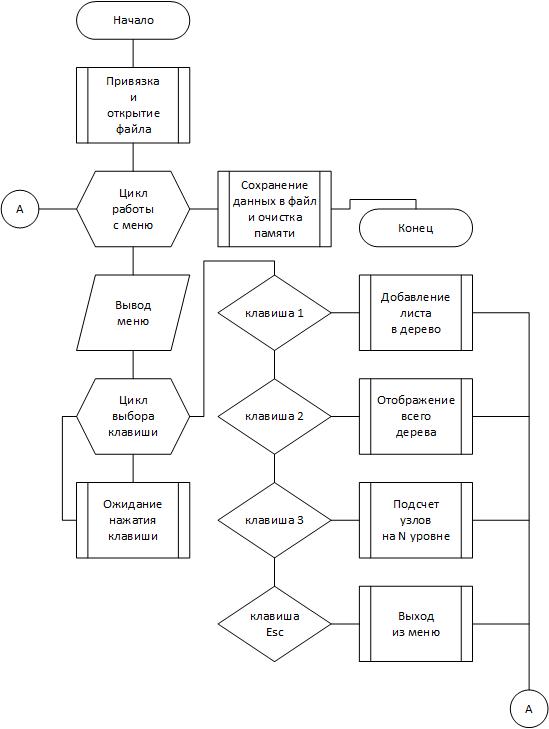 Начало
Привязка
и
открытие
файла
А
Цикл
работы
с меню
Сохранение
данных в файл
и очистка
памяти
Конец
Вывод
меню
клавиша 1
Добавление
листа
в дерево
Цикл
выбора
клавиши
клавиша 2
Отображение
всего
дерева
Ожидание
нажатия
клавиши
клавиша 3
Подсчет
узлов
на N уровне
клавиша
Esc
Выход
из меню
А